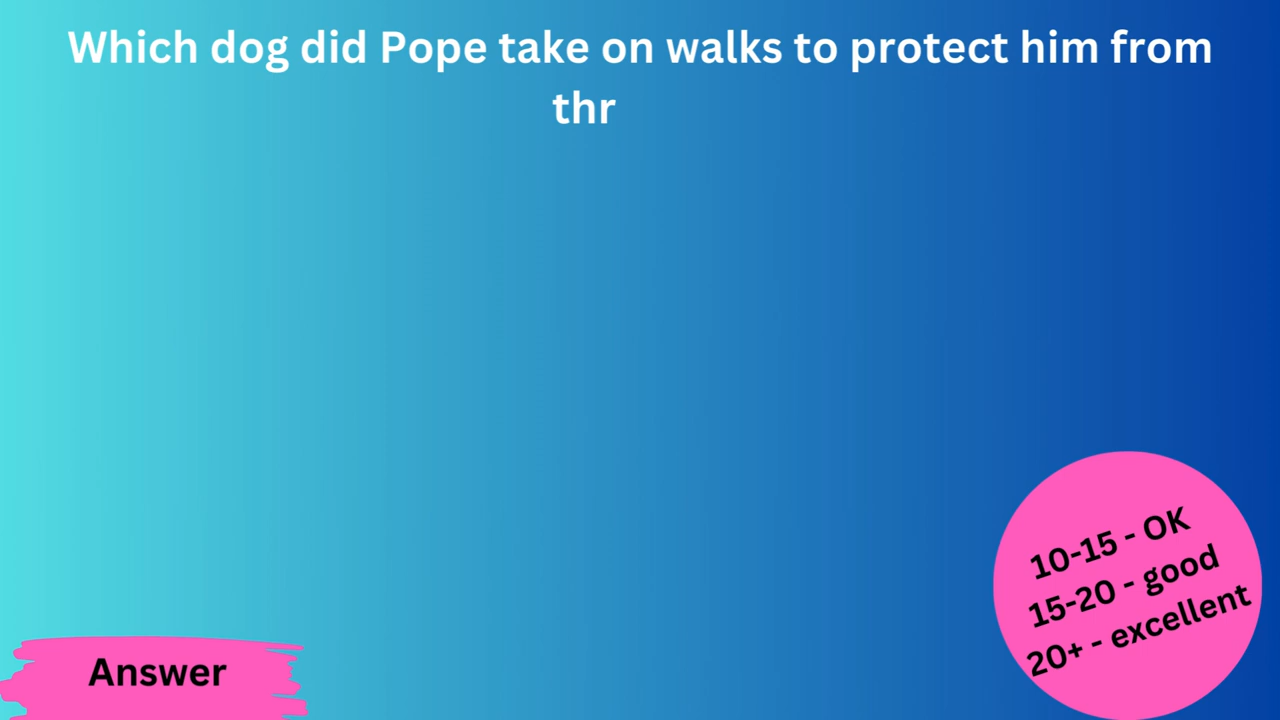 Which dog did Pope take on walks to protect him from
thr
10-15 - OK
15-20 - good
20+ - excellent
Answer